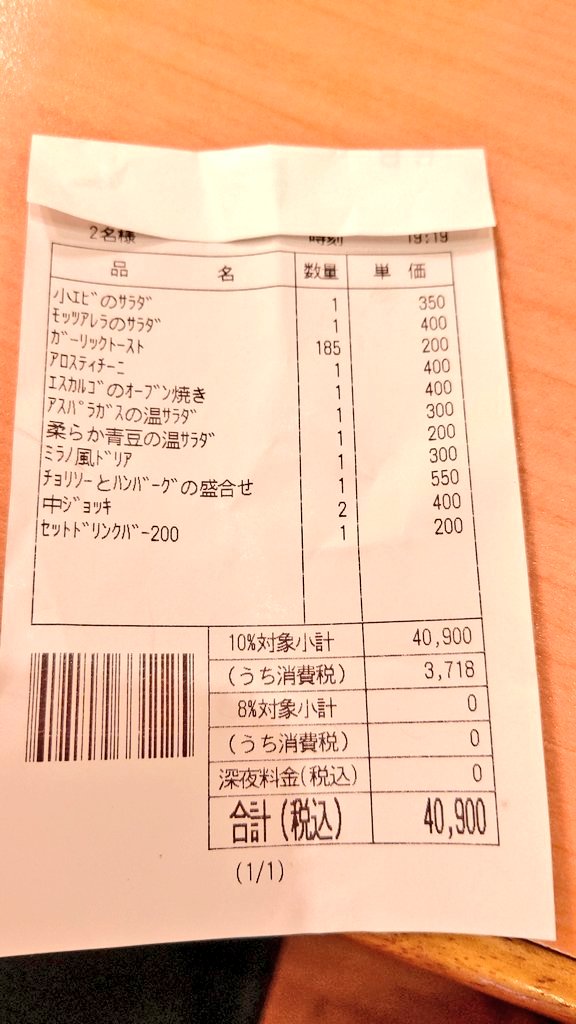 2名様 時刻 19:19
品 名 数量 単 価
小ｴﾋﾞのｻﾗﾀﾞ 1 350
ﾓｯﾂｱﾚﾗのｻﾗﾀﾞ 1 400
ｶﾞｰﾘｯｸﾄｰｽﾄ 185 200
ｱﾛｽﾃｨﾁｰﾆ 1 400
ｴｽｶﾙｺﾞのｵｰﾌﾞﾝ焼き 1 400
ｱｽﾊﾟﾗｶﾞｽの温ｻﾗﾀﾞ 1 300
柔らか青豆の温ｻﾗﾀﾞ 1 200
ﾐﾗﾉ風ﾄﾞﾘｱ 1 300
ﾁｮﾘｿｰとﾊﾝﾊﾞｰｸﾞの盛合せ 1 550
中ｼﾞｮｯｷ 2 400
ｾｯﾄﾄﾞﾘﾝｸﾊﾞｰ200 1 200
10%対象小計 40,900
(うち消費税) 3,718
8%対象小計 0
(うち消費税) 0
深夜料金(税込) 0
合計(税込) 40,900
(1/1)